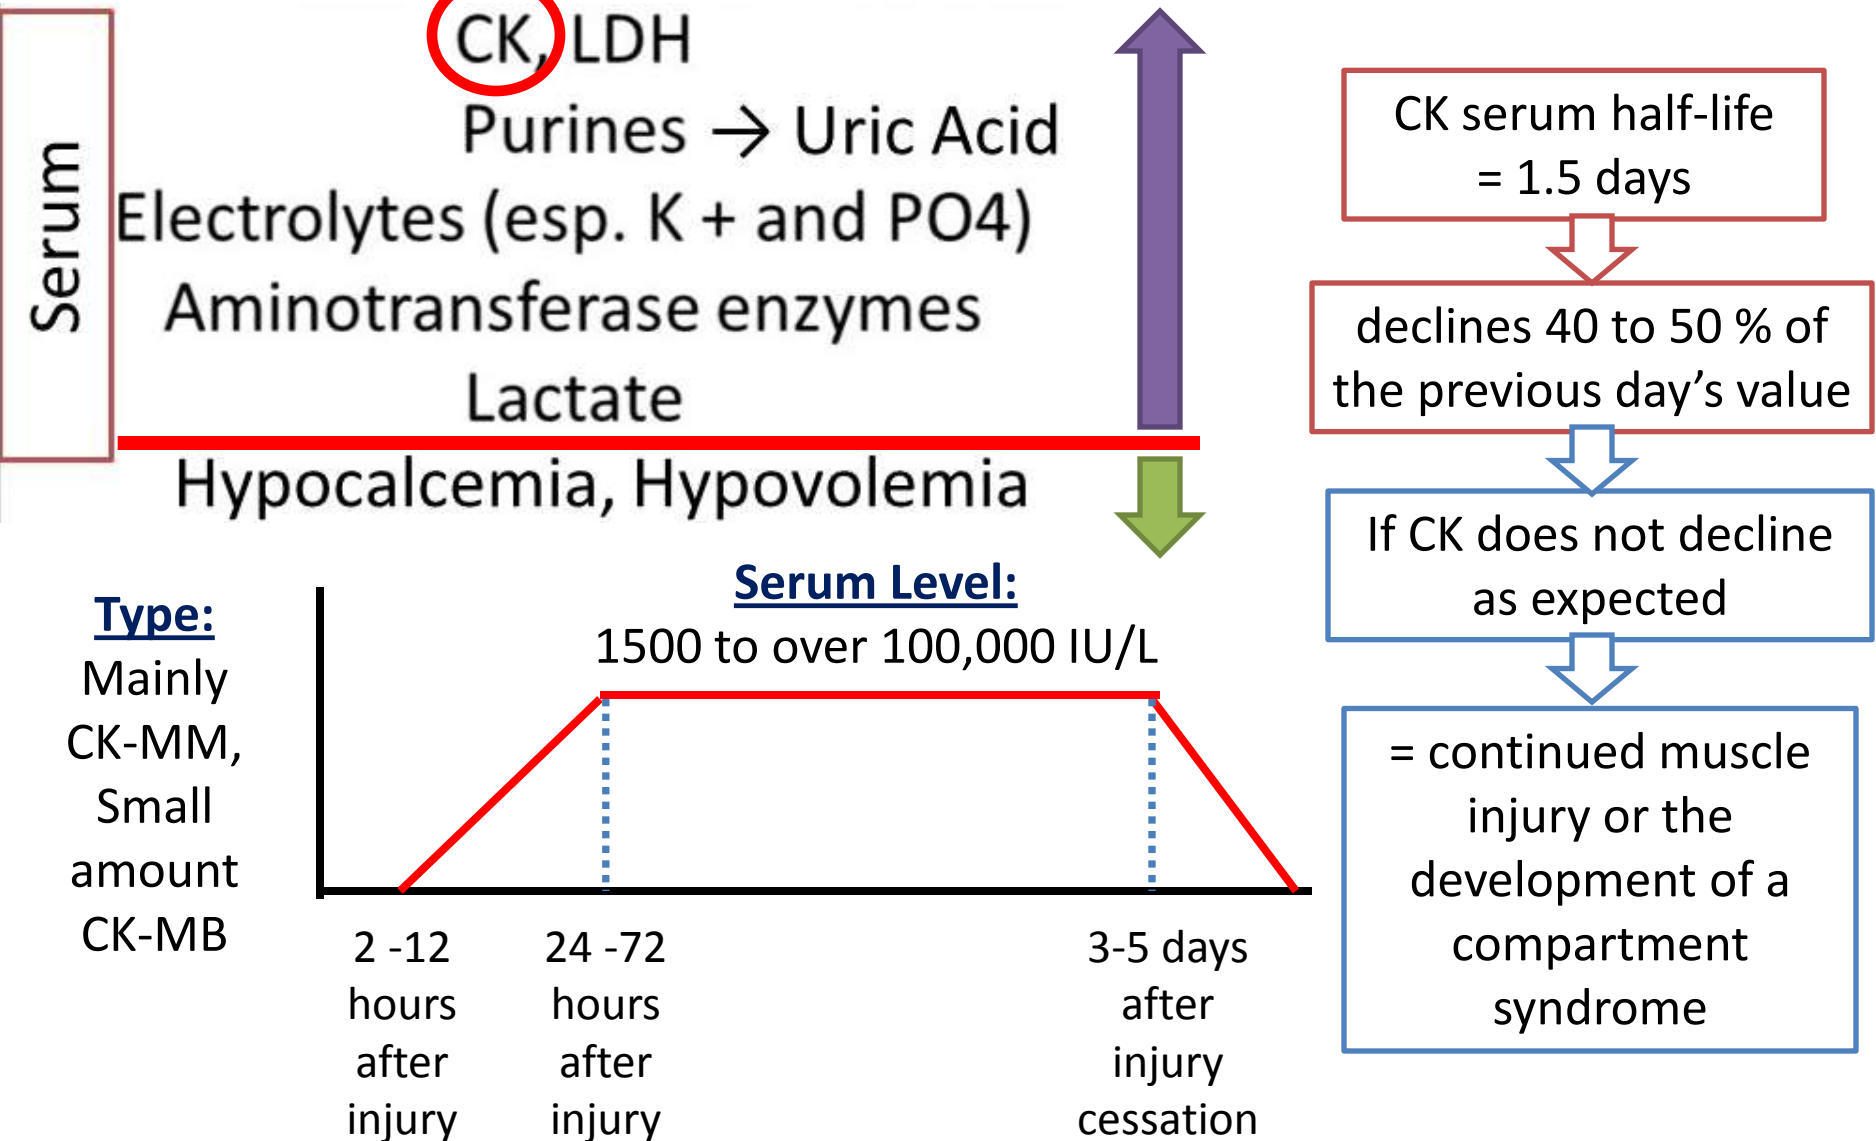 Serum
CK, LDH
Purines → Uric Acid
Electrolytes (esp. K + and PO4)
Aminotransferase enzymes
Lactate
Hypocalcemia, Hypovolemia
Type:
Mainly
CK-MM,
Small
amount
CK-MB
Serum Level:
1500 to over 100,000 IU/L
2 -12
hours
after
injury
24 -72
hours
after
injury
3-5 days
after
injury
cessation
CK serum half-life
= 1.5 days
declines 40 to 50 % of
the previous day’s value
If CK does not decline
as expected
= continued muscle
injury or the
development of a
compartment
syndrome